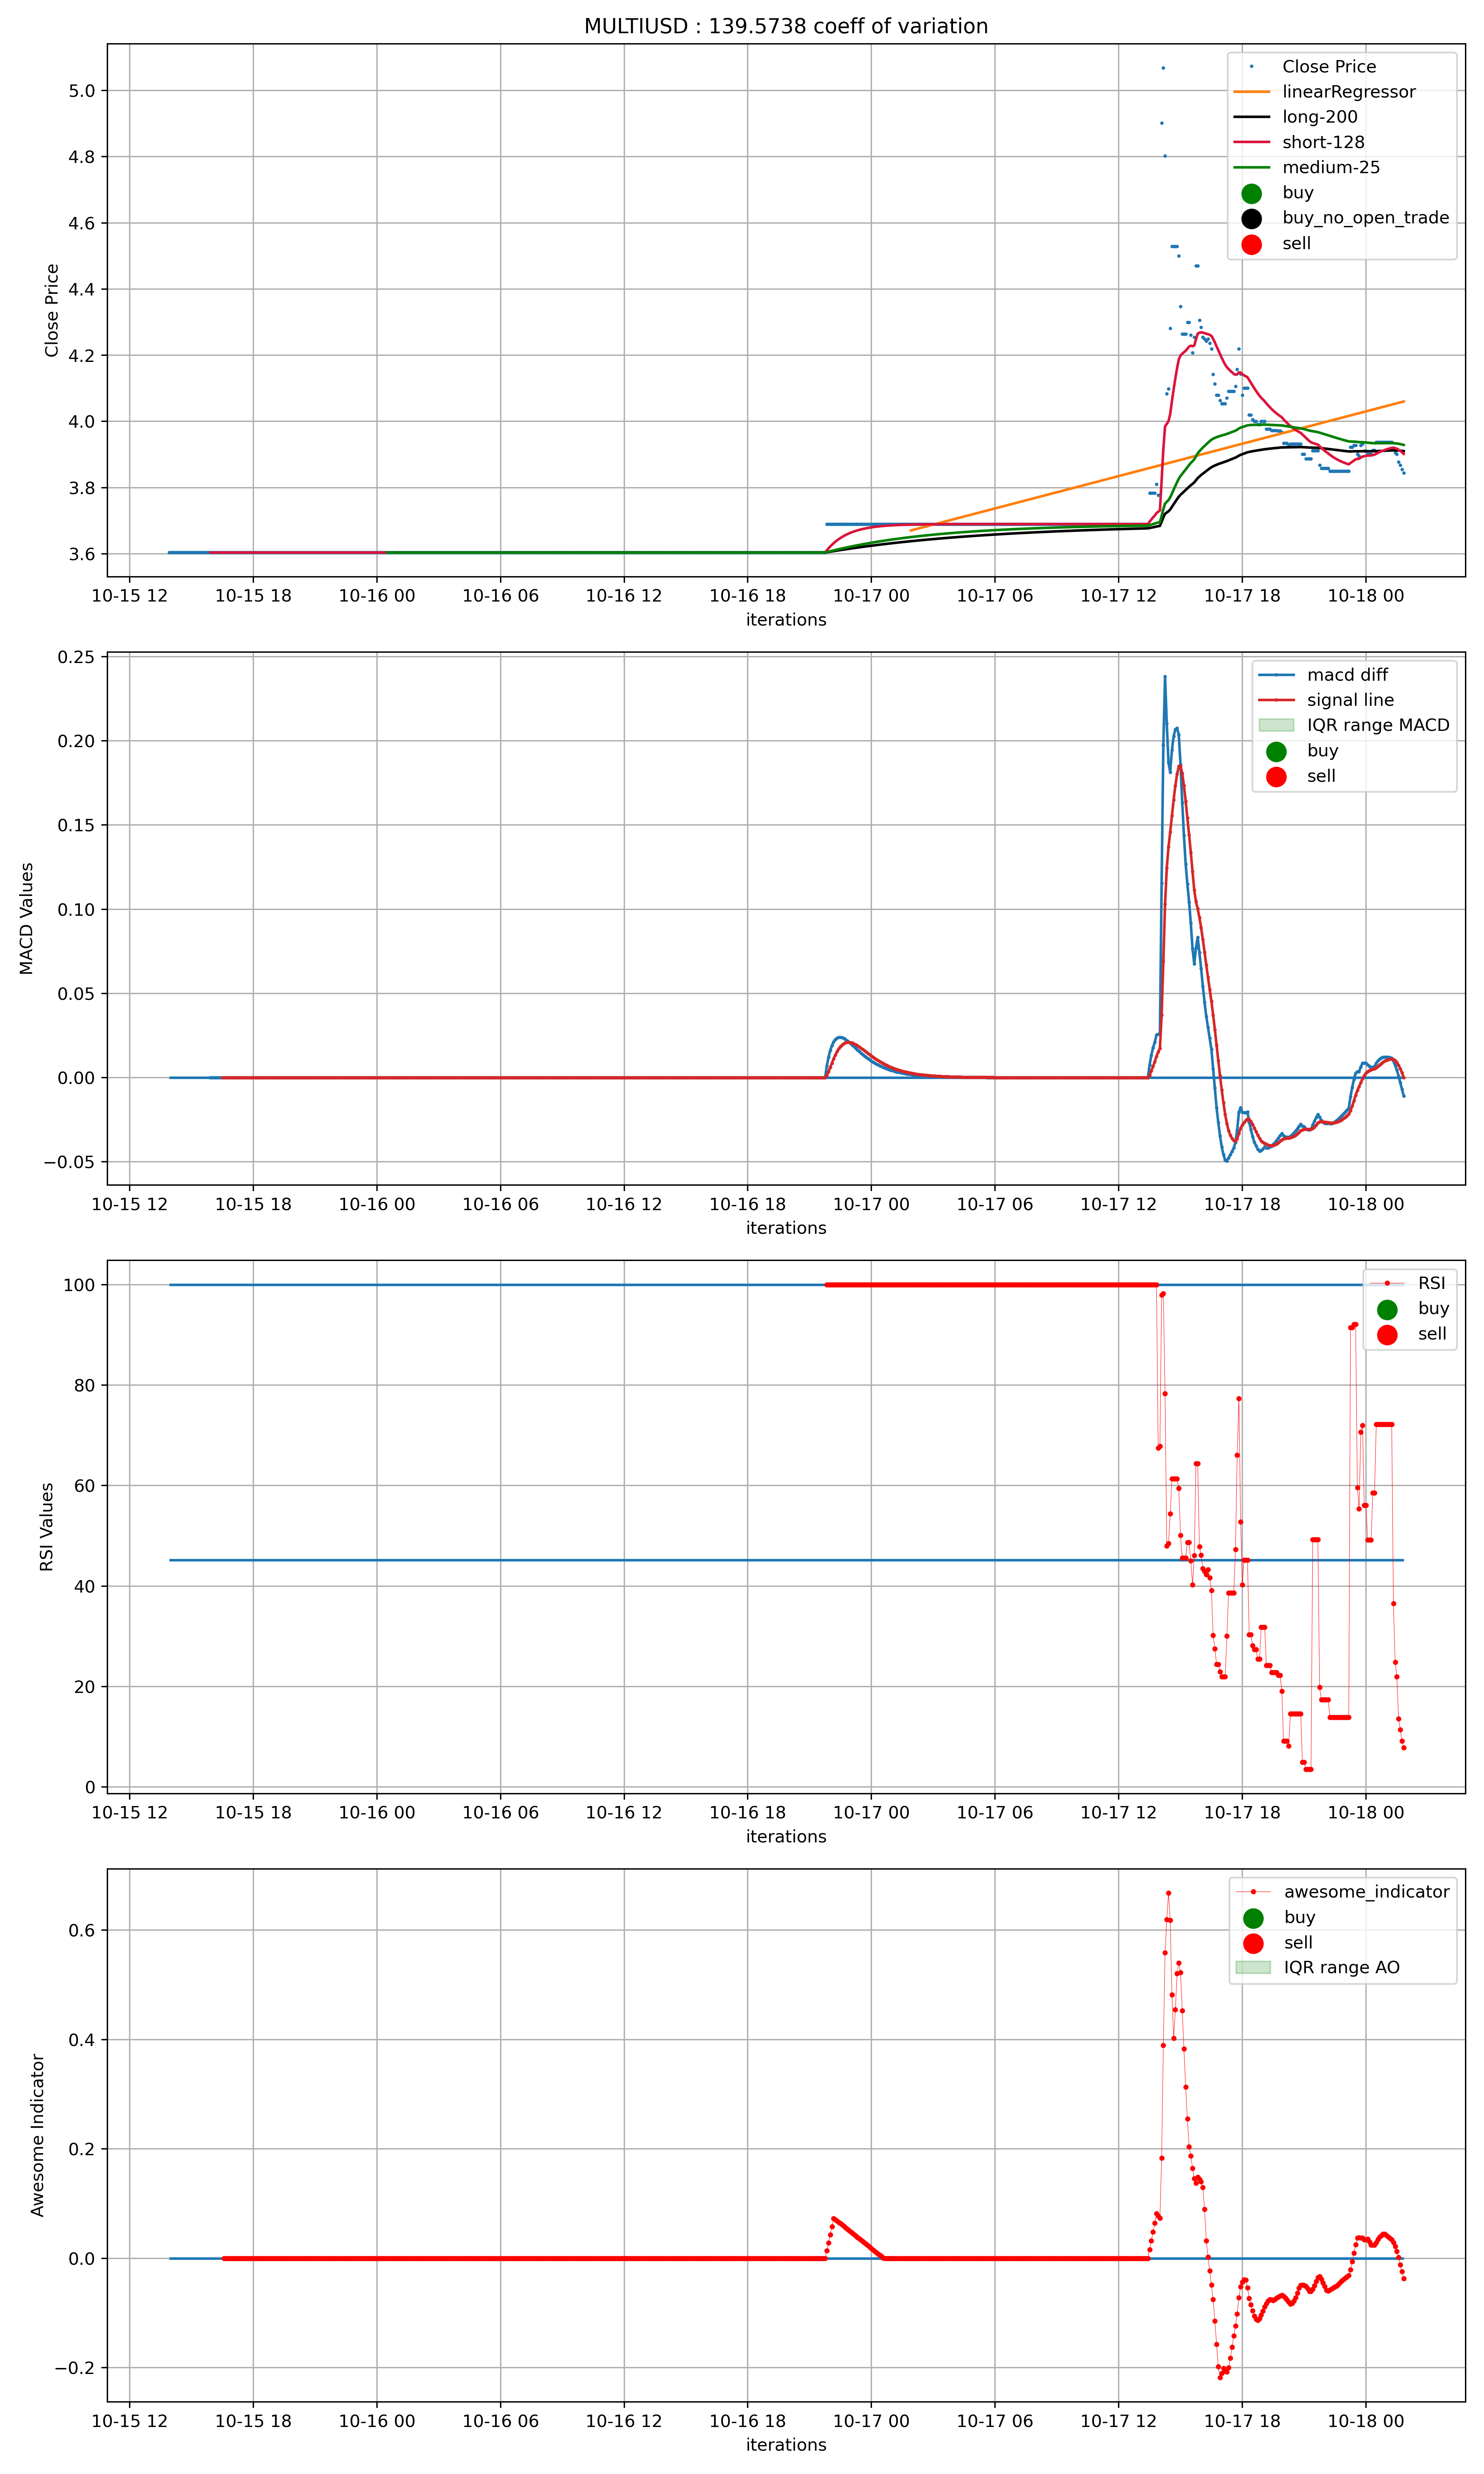 MULTIUSD : 139.5738 coeff of variation
Close Price
5.0
4.8
4.6
4.4
4.2
4.0
3.8
3.6
Close Price
linearRegressor
long-200
short-128
medium-25
buy
buy_no_open_trade
sell
10-15 12 10-15 18 10-16 00 10-16 06 10-16 12 10-16 18 10-17 00 10-17 06 10-17 12 10-17 18 10-18 00
iterations
MACD Values
0.25
0.20
0.15
0.10
0.05
0.00
−0.05
macd diff
signal line
IQR range MACD
buy
sell
10-15 12 10-15 18 10-16 00 10-16 06 10-16 12 10-16 18 10-17 00 10-17 06 10-17 12 10-17 18 10-18 00
iterations
RSI Values
100
80
60
40
20
0
RSI
buy
sell
10-15 12 10-15 18 10-16 00 10-16 06 10-16 12 10-16 18 10-17 00 10-17 06 10-17 12 10-17 18 10-18 00
iterations
Awesome Indicator
0.6
0.4
0.2
0.0
−0.2
awesome_indicator
buy
sell
IQR range AO
10-15 12 10-15 18 10-16 00 10-16 06 10-16 12 10-16 18 10-17 00 10-17 06 10-17 12 10-17 18 10-18 00
iterations